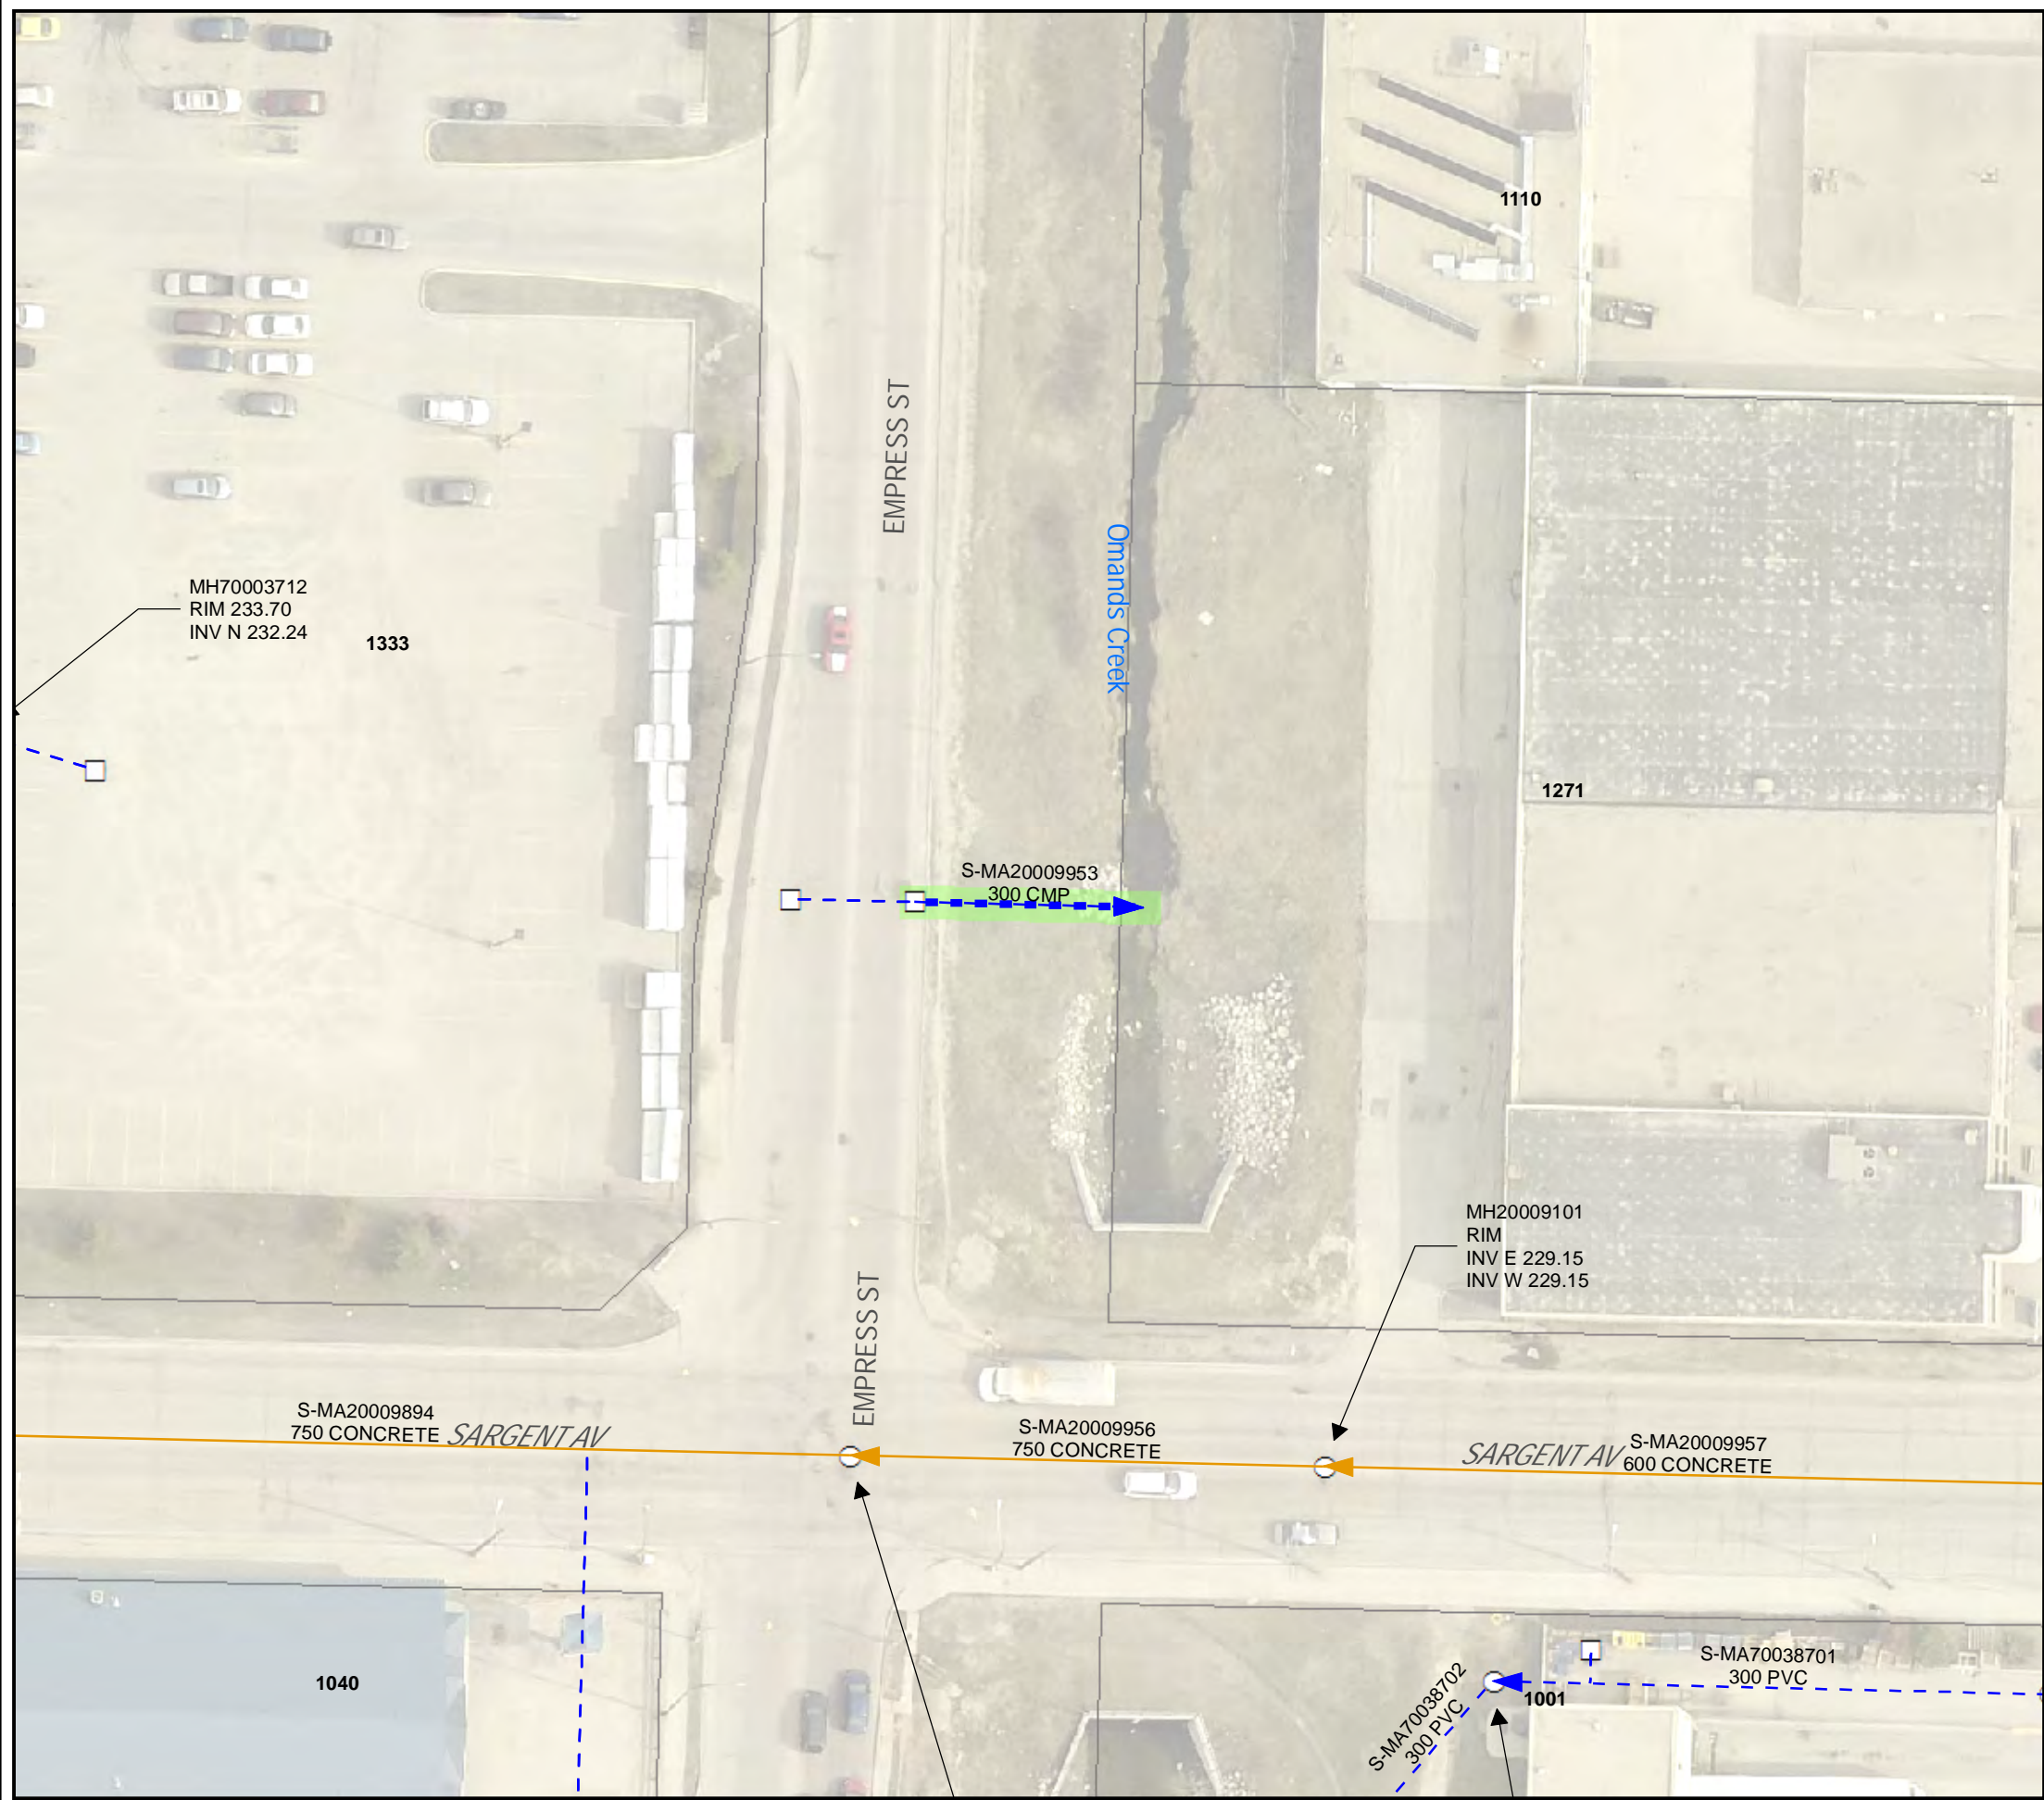 1110
EMPRESS ST
Omands Creek
MH70003712
RIM 233.70
INV N 232.24
1333
1271
S-MA20009953
300 CMP
MH20009101
RIM
INV E 229.15
INV W 229.15
EMPRESS ST
S-MA20009894
750 CONCRETE
SARGENT AV
S-MA20009956
750 CONCRETE
SARGENT AV
S-MA20009957
600 CONCRETE
S-MA70038701
300 PVC
S-MA70038702
300 PVC
1001
1040